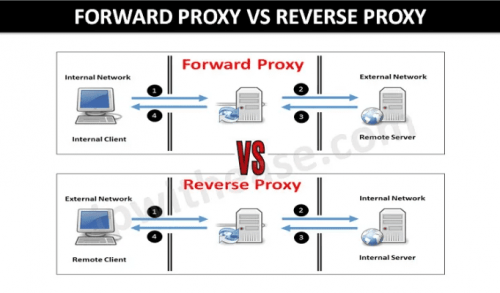 FORWARD PROXY VS REVERSE PROXY
Forward Proxy
Internal Network
External Network
1
2
4
3
Internal Client
Remote Server
VS
Reverse Proxy
External Network
Internal Network
1
2
4
3
Remote Client
Internal Server